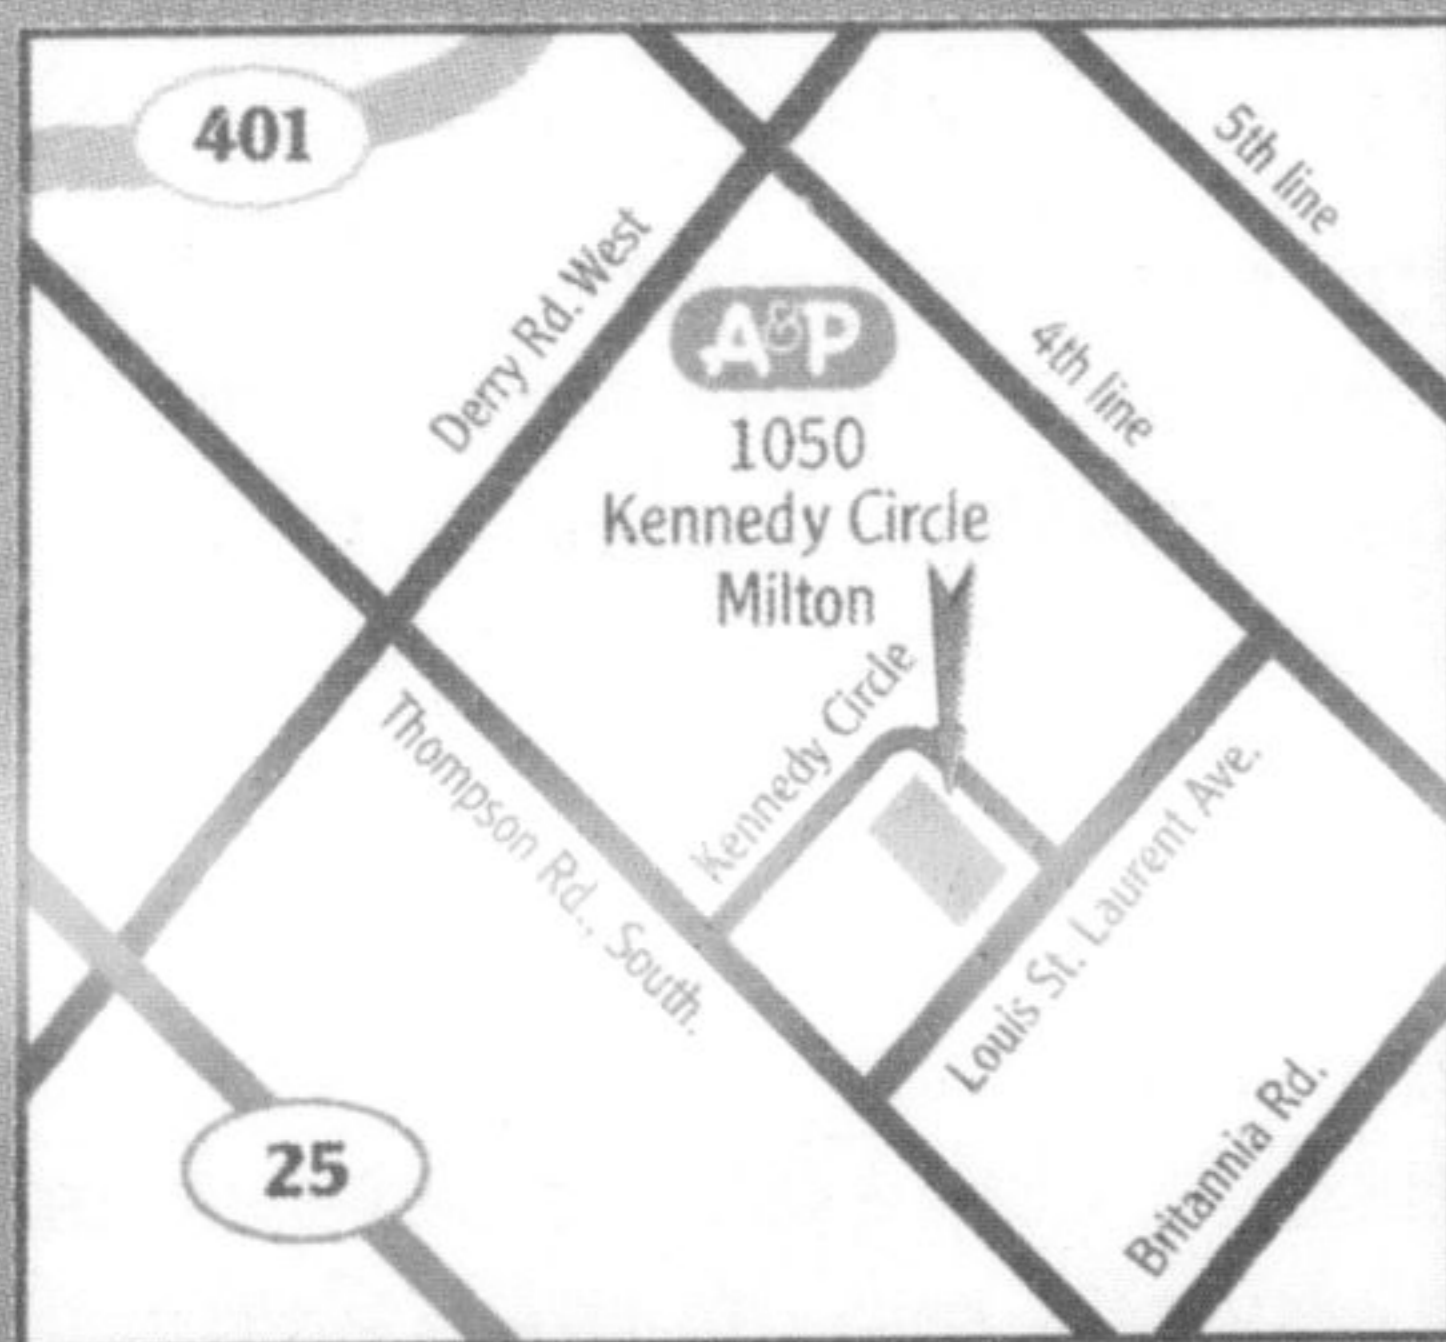 401
5th line
Derry Rd. West
A&P
4th line
1050
Kennedy Circle
Milton
Kennedy Circle
Thompson Rd., South.
Louis St. Laurent Ave.
Britannia Rd.
25